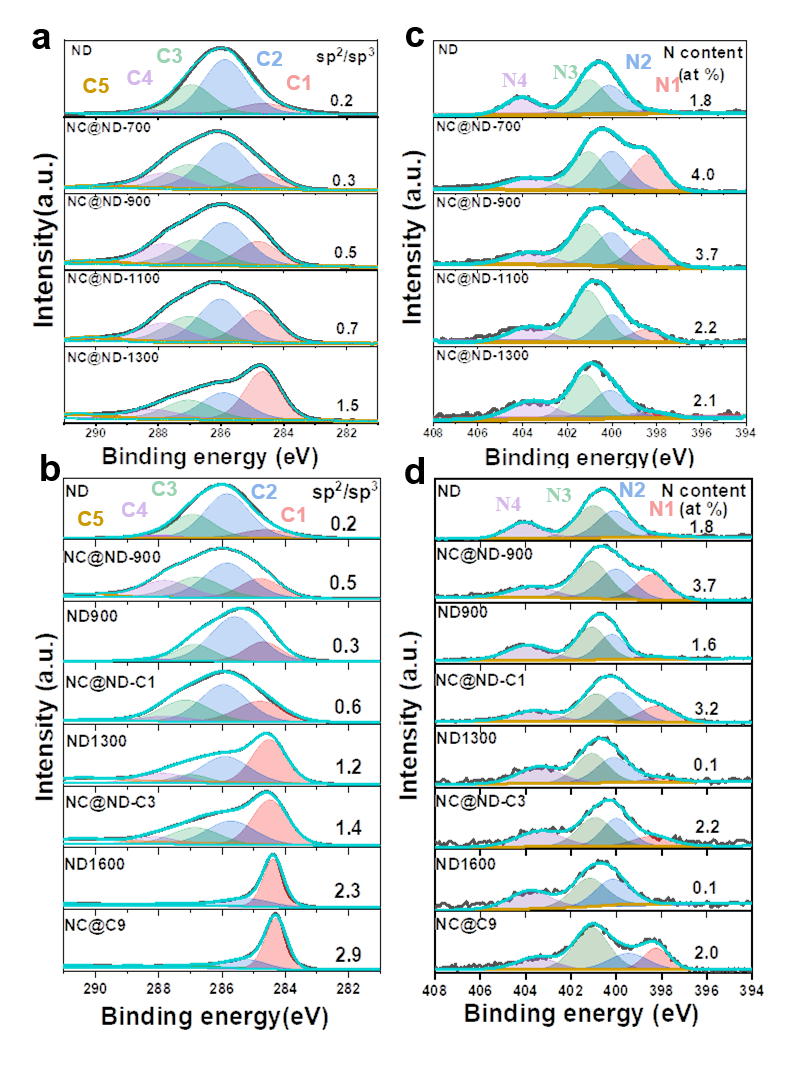 a
ND
C5
C4
C3
C2
C1
sp²/sp³
0.2
NC@ND-700
0.3
NC@ND-900
0.5
NC@ND-1100
0.7
NC@ND-1300
1.5
290 288 286 284 282
Binding energy (eV)
Intensity(a.u.)
c
ND
N4
N3
N2
N1
N content
(at %)
1.8
NC@ND-700
4.0
NC@ND-900
3.7
NC@ND-1100
2.2
NC@ND-1300
2.1
408 406 404 402 400 398 396 394
Binding energy (eV)
Intensity (a.u.)
b
ND
C5
C4
C3
C2
C1
sp²/sp³
0.2
NC@ND-900
0.5
ND900
0.3
NC@ND-C1
0.6
ND1300
1.2
NC@ND-C3
1.4
ND1600
2.3
NC@C9
2.9
290 288 286 284 282
Binding energy(eV)
Intensity (a.u.)
d
ND
N4
N3
N2
N1
N content
(at %)
1.8
NC@ND-900
3.7
ND900
1.6
NC@ND-C1
3.2
ND1300
0.1
NC@ND-C3
2.2
ND1600
0.1
NC@C9
2.0
408 406 404 402 400 398 396 394
Binding energy (eV)
Intensity (a.u.)